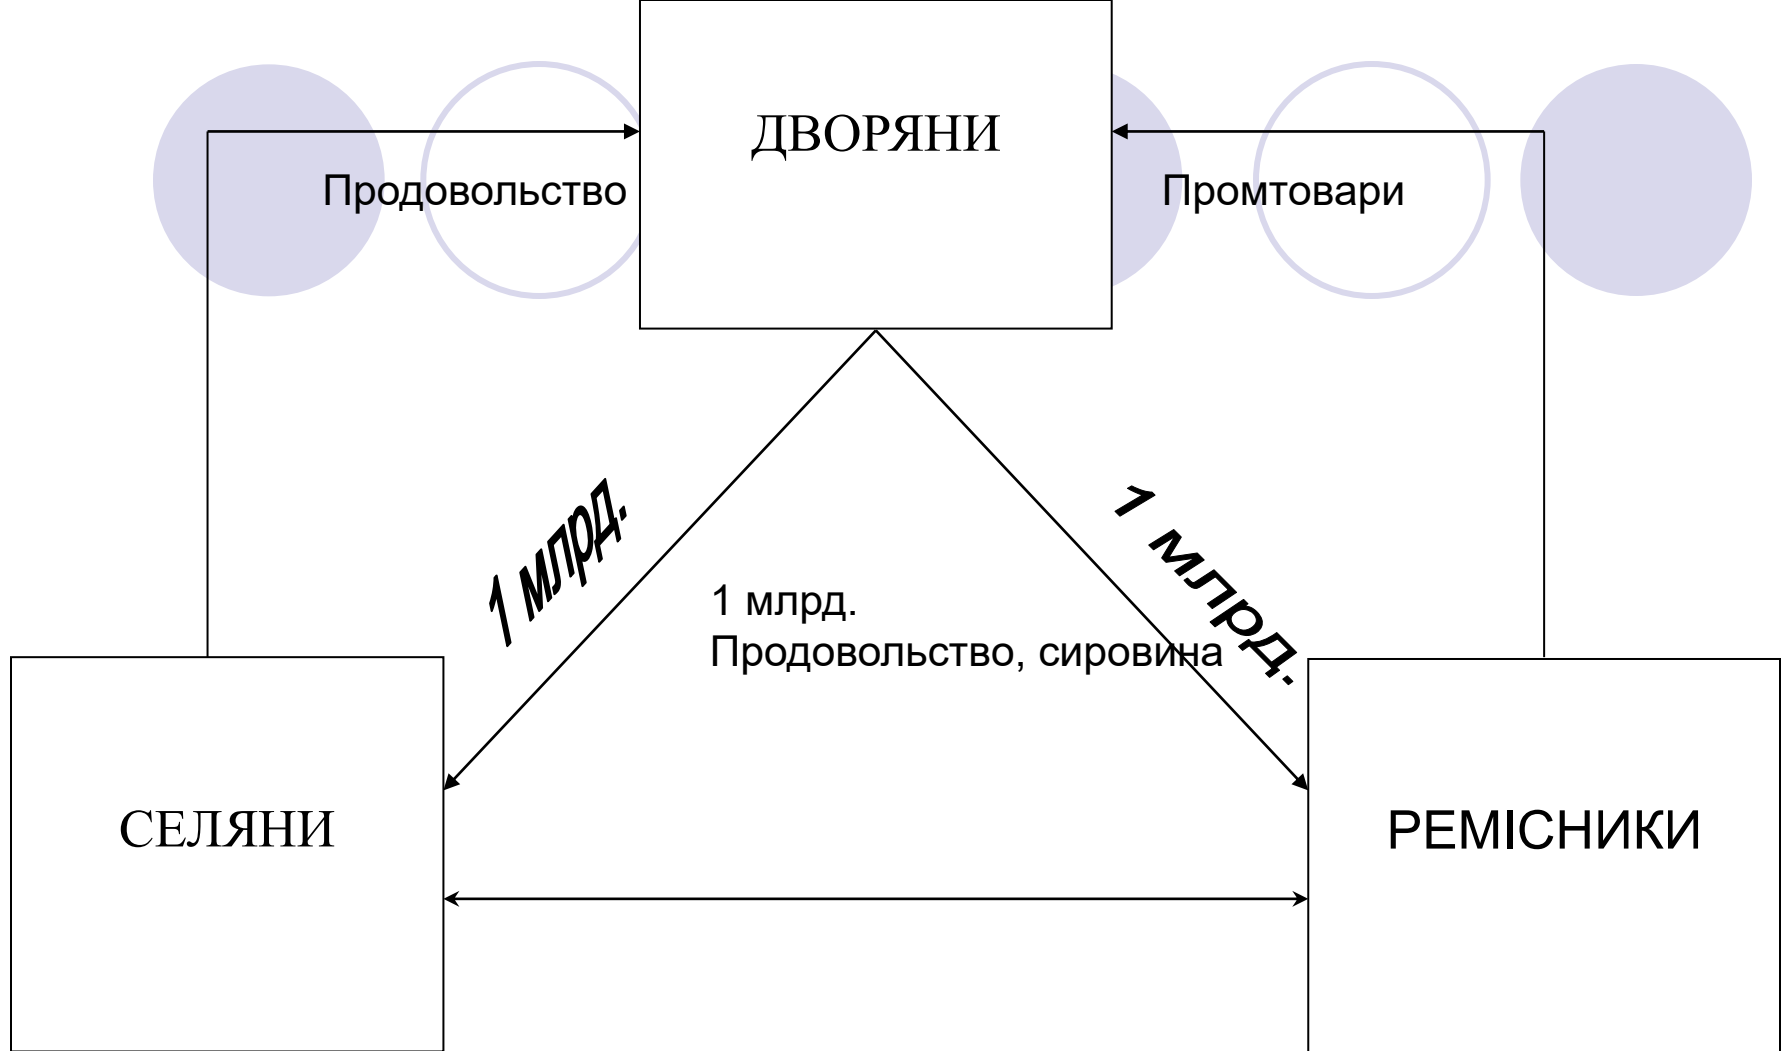 ДВОРЯНИ
Продовольство
Промтовари
1 млрд.
1 млрд.
1 млрд.
Продовольство, сировина
СЕЛЯНИ
РЕМІСНИКИ